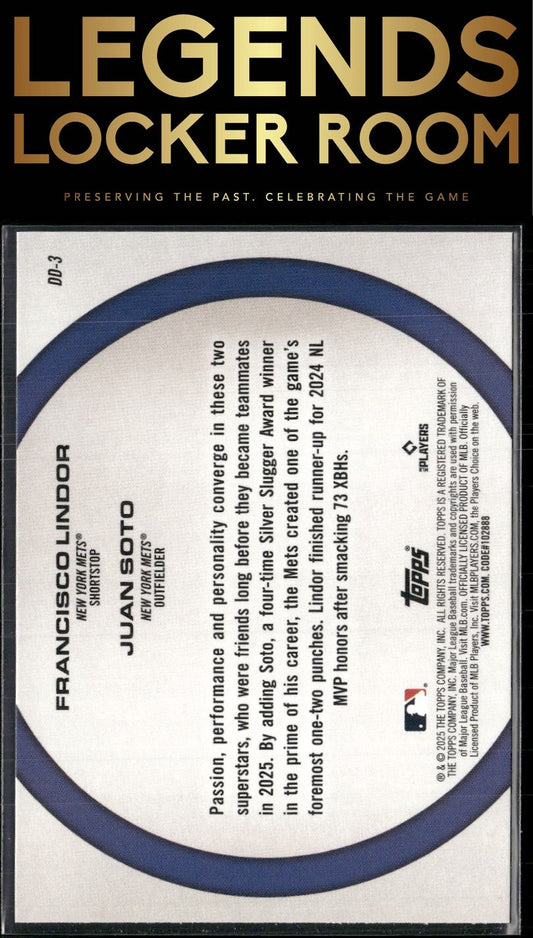 LEGENDS
LOCKER ROOM
PRESERVING THE PAST. CELEBRATING THE GAME
DD-3
FRANCISCO LINDOR
NEW YORK METS®
SHORTSTOP
JUAN SOTO
NEW YORK METS®
OUTFIELDER
Passion, performance and personality converge in these two
superstars, who were friends long before they became teammates
in 2025. By adding Soto, a four-time Silver Slugger Award winner
in the prime of his career, the Mets created one of the game's
foremost one-two punches. Lindor finished runner-up for 2024 NL
MVP honors after smacking 73 XBHs.
topps®
MLB PLAYERS
® & © 2025 THE TOPPS COMPANY, INC. ALL RIGHTS RESERVED. TOPPS IS A REGISTERED TRADEMARK OF
THE TOPPS COMPANY, INC. Major League Baseball trademarks and copyrights are used with permission
of Major League Baseball. Visit MLB.com. OFFICIALLY LICENSED PRODUCT OF MLB. Officially
Licensed Product of MLB Players, Inc. Visit MLBPLAYERS.com, the Players Choice on the web.
WWW.TOPPS.COM. CODE#102888